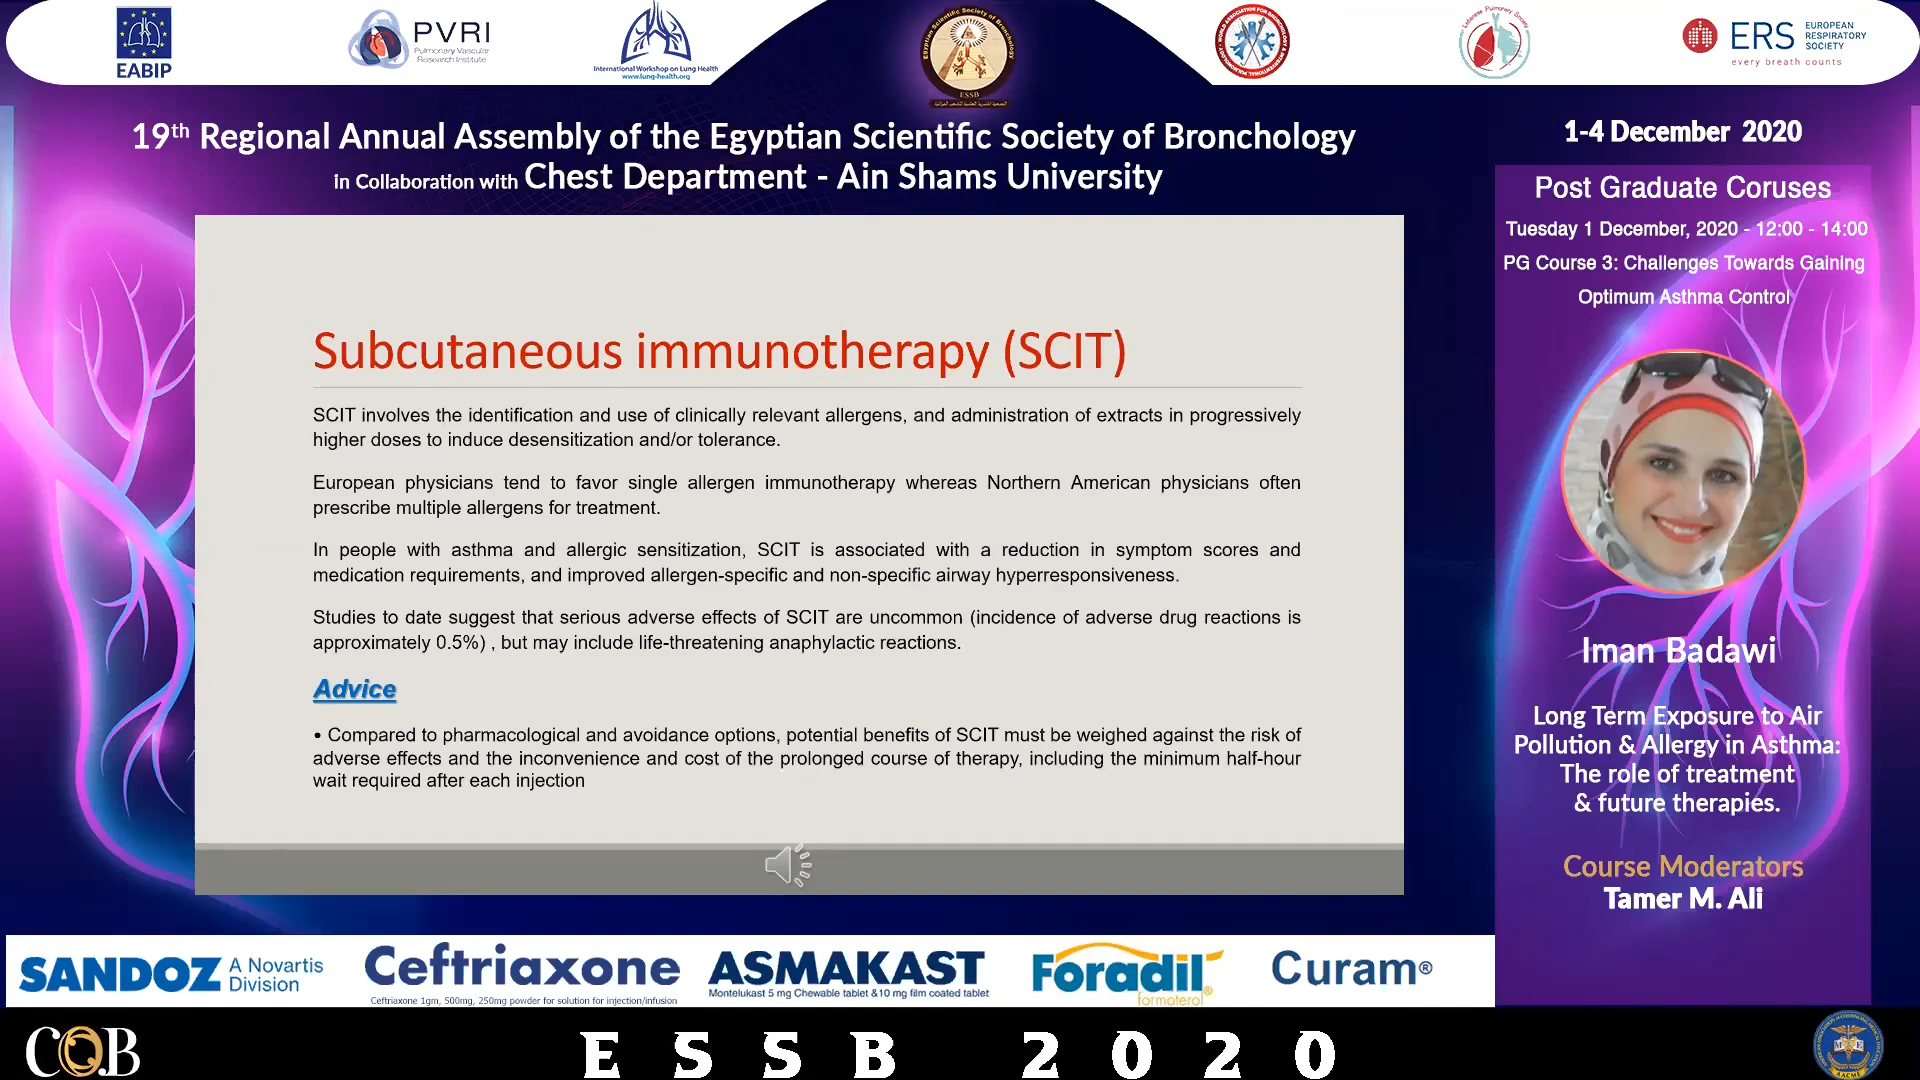 EABIP
PVRI
Pulmonary Vascular
Research Institute
International Workshop on Lung Health
www.lung-health.org
Egyptian Scientific Society of Bronchology
ESSB
Lebanese Pulmonary Society
ERS
EUROPEAN
RESPIRATORY
SOCIETY
every breath counts
19th Regional Annual Assembly of the Egyptian Scientific Society of Bronchology
in Collaboration with Chest Department - Ain Shams University
1-4 December 2020
Post Graduate Coruses
Tuesday 1 December, 2020 - 12:00 - 14:00
PG Course 3: Challenges Towards Gaining
Optimum Asthma Control
Subcutaneous immunotherapy (SCIT)
SCIT involves the identification and use of clinically relevant allergens, and administration of extracts in progressively
higher doses to induce desensitization and/or tolerance.
European physicians tend to favor single allergen immunotherapy whereas Northern American physicians often
prescribe multiple allergens for treatment.
In people with asthma and allergic sensitization, SCIT is associated with a reduction in symptom scores and
medication requirements, and improved allergen-specific and non-specific airway hyperresponsiveness.
Studies to date suggest that serious adverse effects of SCIT are uncommon (incidence of adverse drug reactions is
approximately 0.5%) , but may include life-threatening anaphylactic reactions.
Advice
• Compared to pharmacological and avoidance options, potential benefits of SCIT must be weighed against the risk of
adverse effects and the inconvenience and cost of the prolonged course of therapy, including the minimum half-hour
wait required after each injection
Iman Badawi
Long Term Exposure to Air
Pollution & Allergy in Asthma:
The role of treatment
& future therapies.
Course Moderators
Tamer M. Ali
SANDOZ A Novartis
Division
Ceftriaxone
Ceftriaxone 1gm, 500mg, 250mg powder for solution for injection/infusion
ASMAKAST
Montelukast 5 mg Chewable tablet &10 mg film coated tablet
Foradil®
formoterol
Curam®
COB
ESSB 2020
AACME